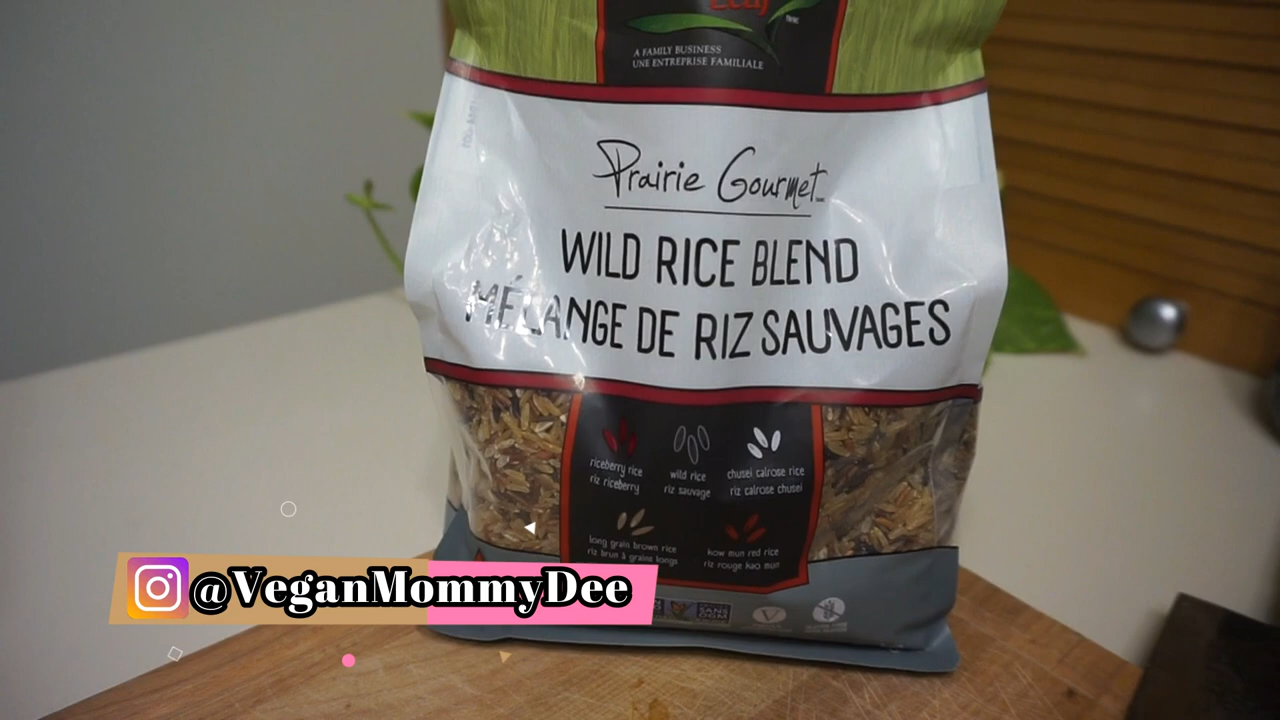 A FAMILY BUSINESS
UNE ENTREPRISE FAMILIALE
Prairie Gourmet
WILD RICE BLEND
MÉLANGE DE RIZ SAUVAGES
riceberry rice
riz riceberry
wild rice
riz sauvage
chusei calrose rice
riz calrose chusei
long grain brown rice
riz brun à grains longs
kow mun red rice
riz rouge kao mun
SANS
OGM
@VeganMommyDee